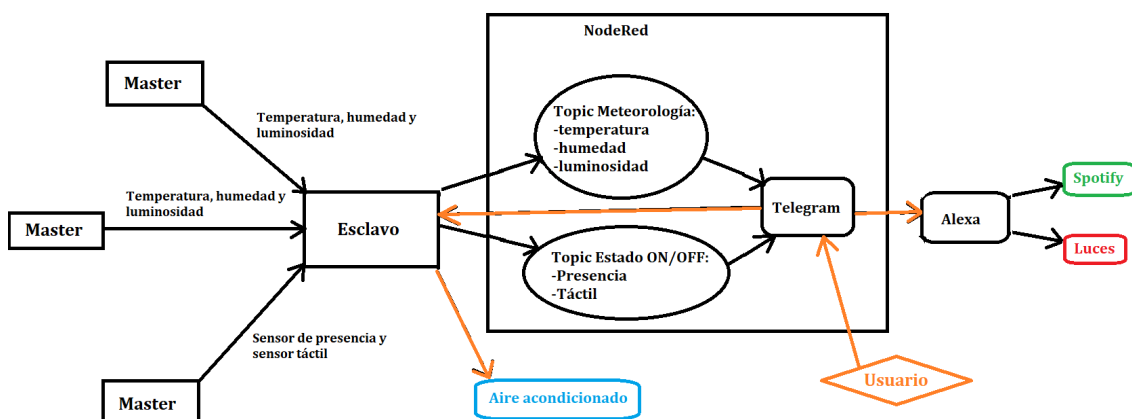 NodeRed
Master
Temperatura, humedad y
luminosidad
Topic Meteorología:
-temperatura
-humedad
-luminosidad
Temperatura, humedad y
luminosidad
Master
Esclavo
Telegram
Alexa
Spotify
Luces
Topic Estado ON/OFF:
-Presencia
-Táctil
Sensor de presencia y
sensor táctil
Master
Aire acondicionado
Usuario